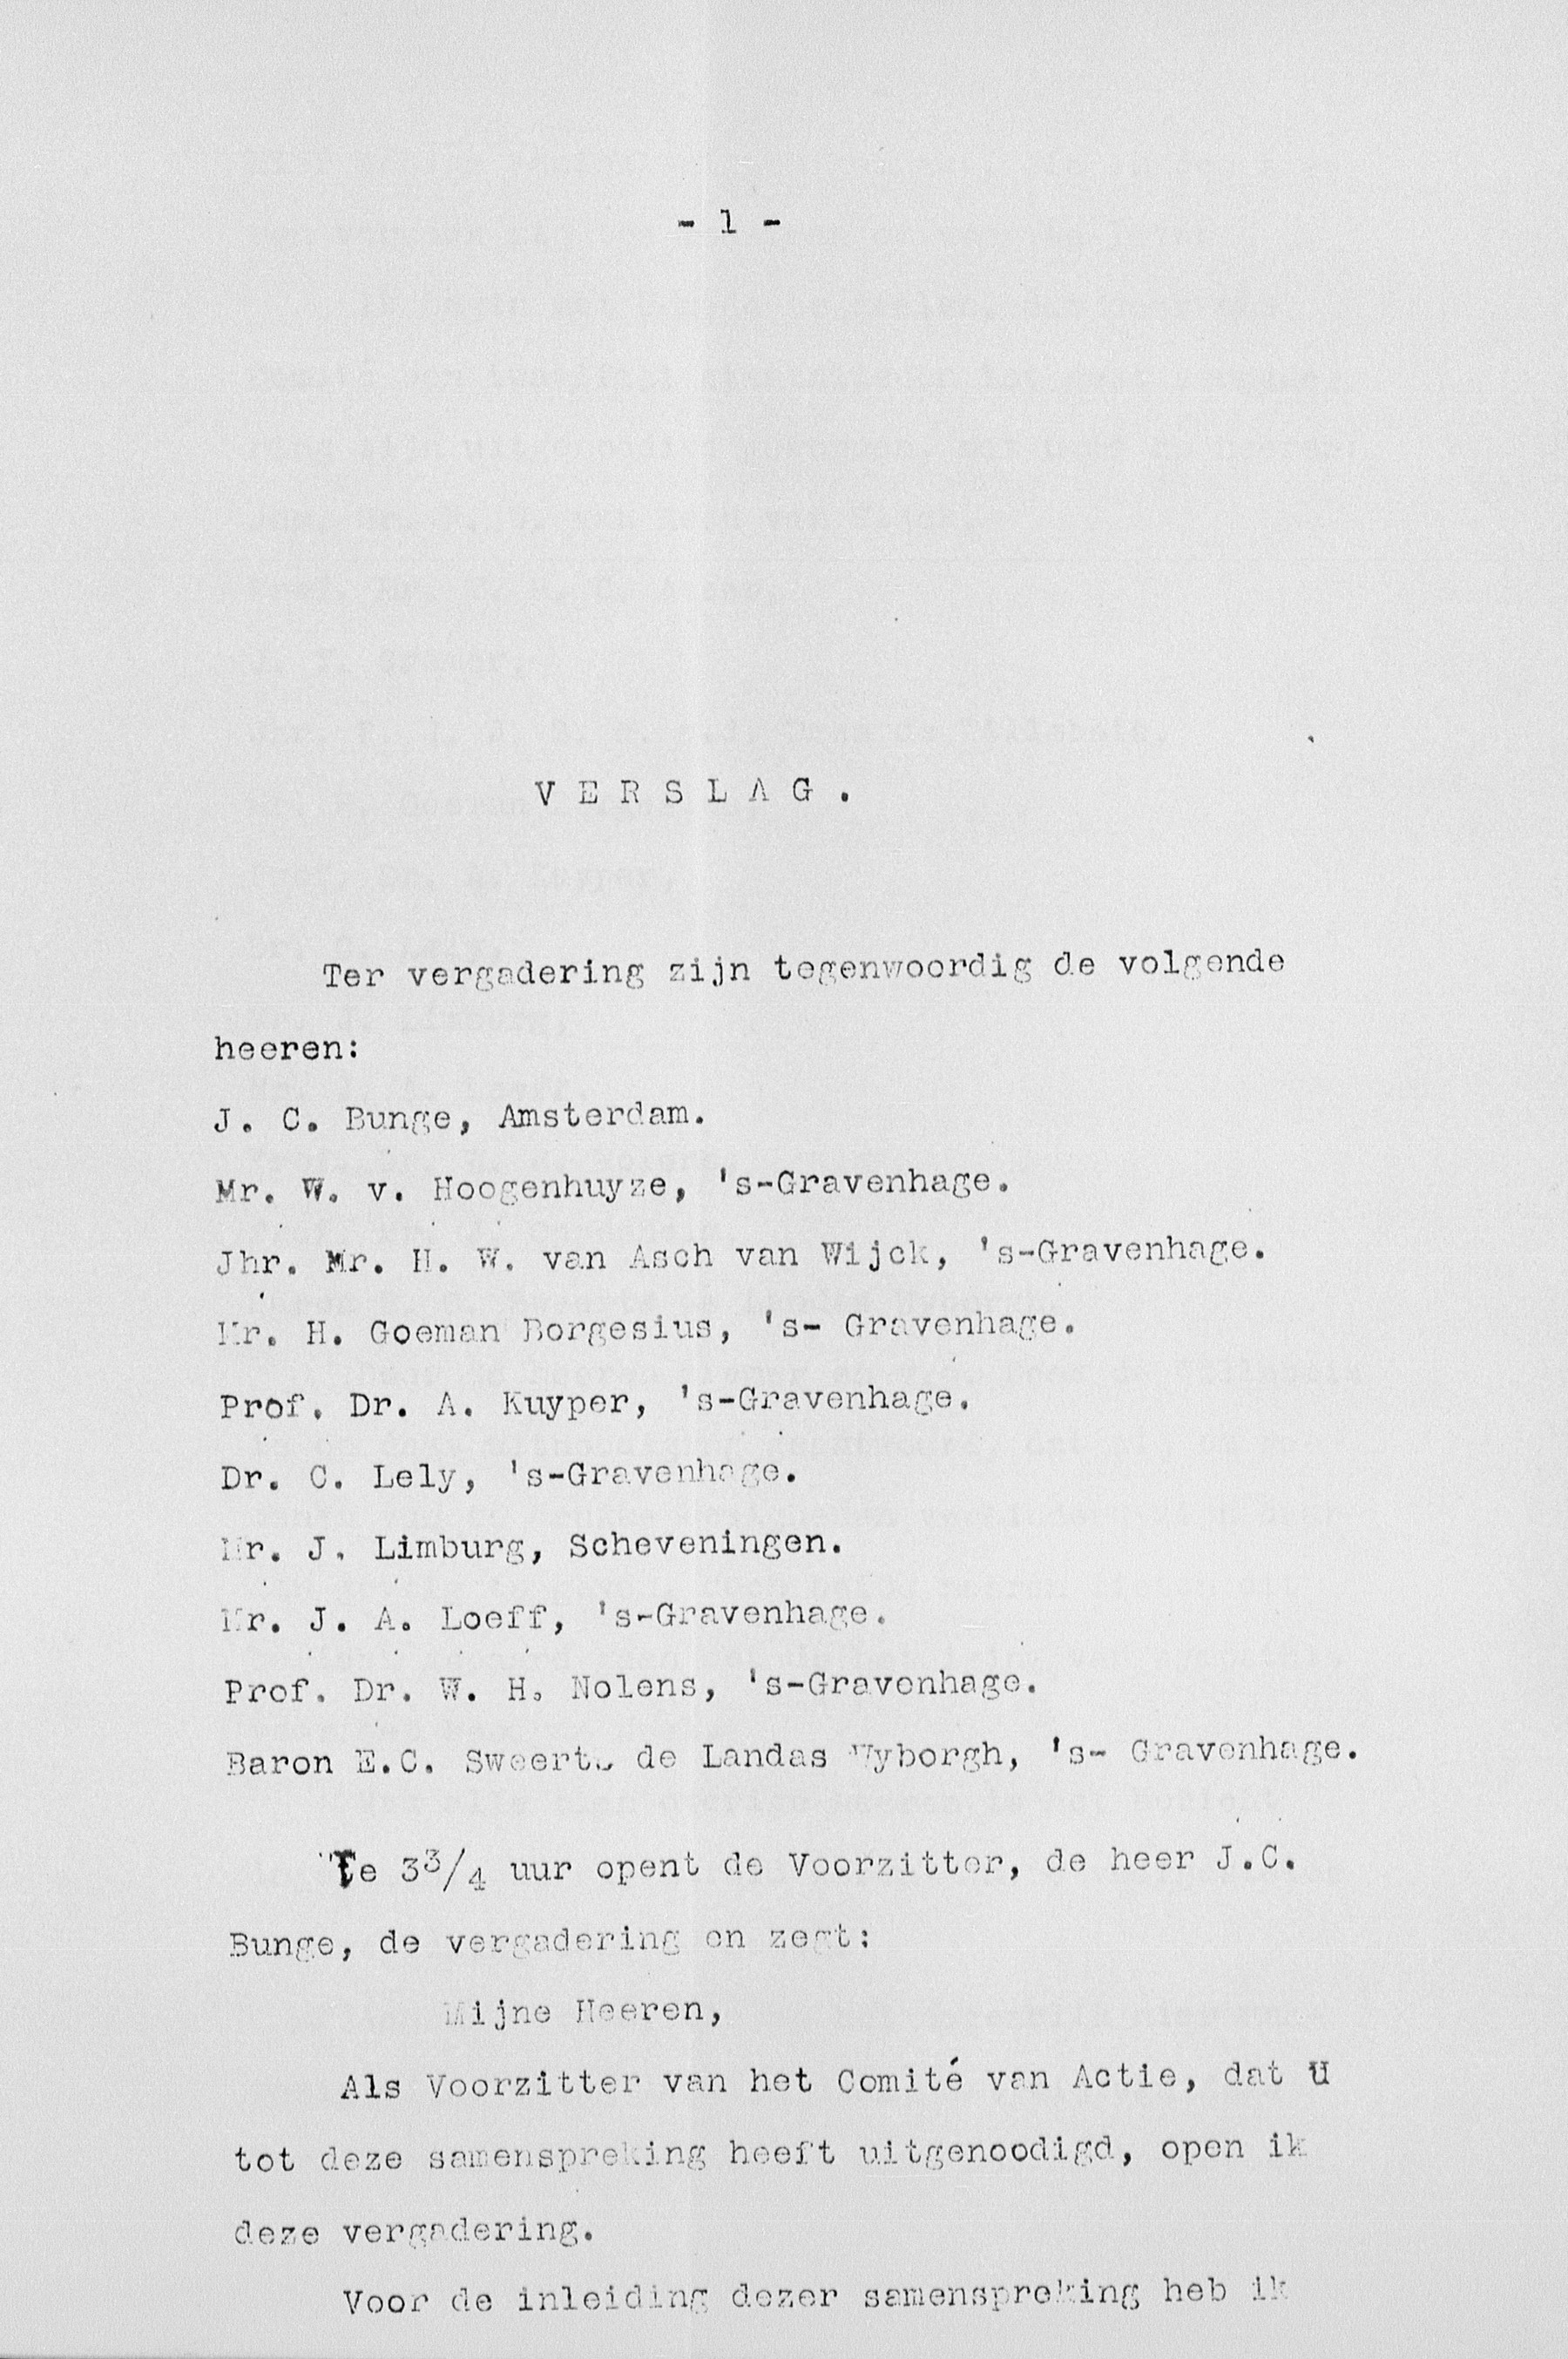 - 1 -
VERSLAG.
Ter vergadering zijn tegenwoordig de volgende
heeren:
J. C. Bunge, Amsterdam.
Mr. W. v. Hoogenhuyze, 's-Gravenhage.
Jhr. Mr. H. W. van Asch van Wijck, 's-Gravenhage.
Mr. H. Goeman Borgesius, 's- Gravenhage.
Prof. Dr. A. Kuyper, 's-Gravenhage.
Dr. C. Lely, 's-Gravenhage.
Mr. J. Limburg, Scheveningen.
Mr. J. A. Loeff, 's-Gravenhage.
Prof. Dr. W. H. Nolens, 's-Gravenhage.
Baron E.C. Sweerts de Landas Wyborgh, 's- Gravenhage.
Te 3 3/4 uur opent de Voorzitter, de heer J.C.
Bunge, de vergadering en zegt:
Mijne Heeren,
Als Voorzitter van het Comité van Actie, dat U
tot deze samenspreking heeft uitgenoodigd, open ik
deze vergadering.
Voor de inleiding dezer samenspreking heb ik